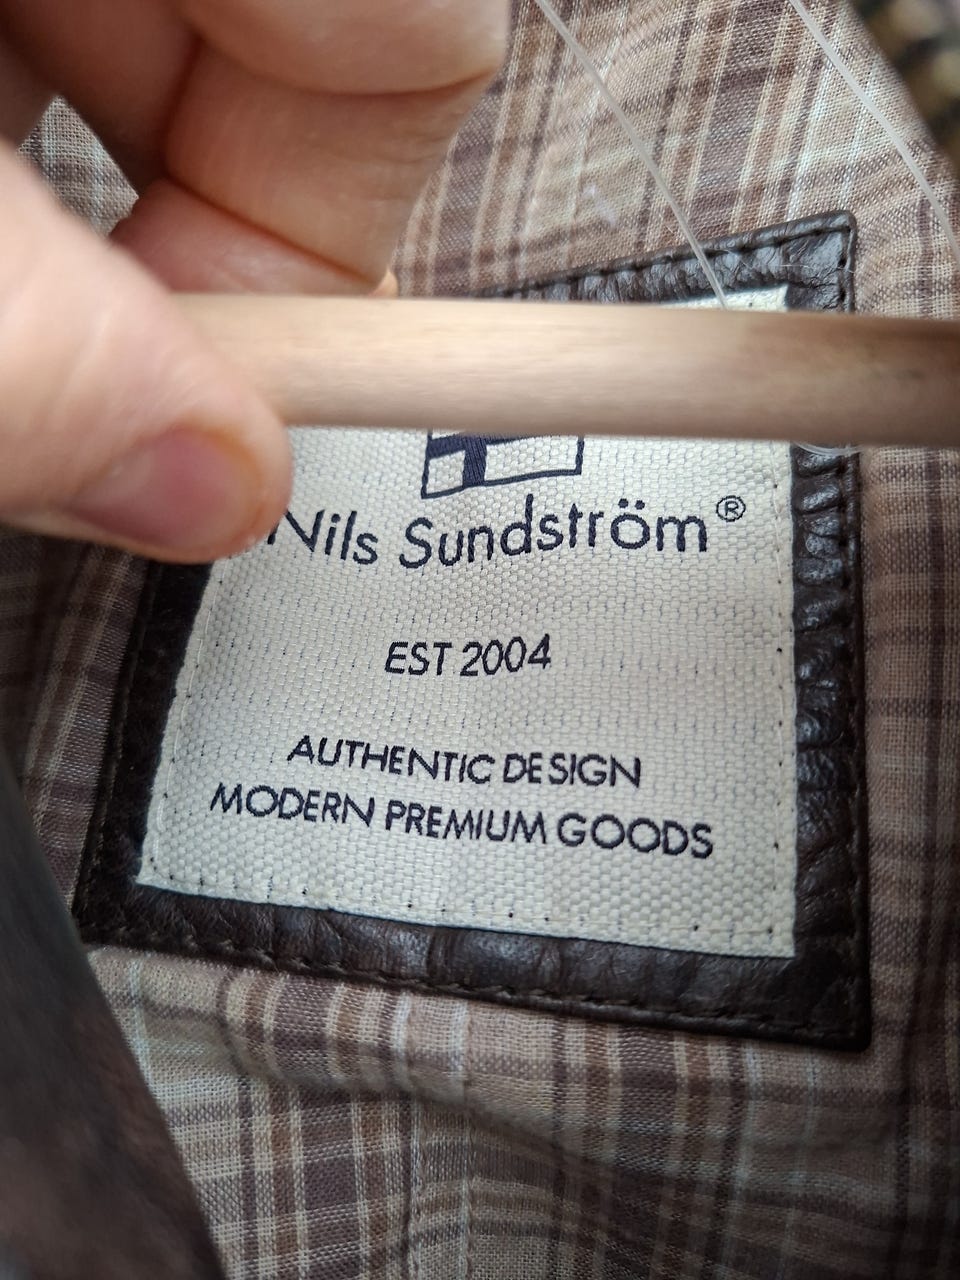 Nils Sundström®
EST 2004
AUTHENTIC DESIGN
MODERN PREMIUM GOODS